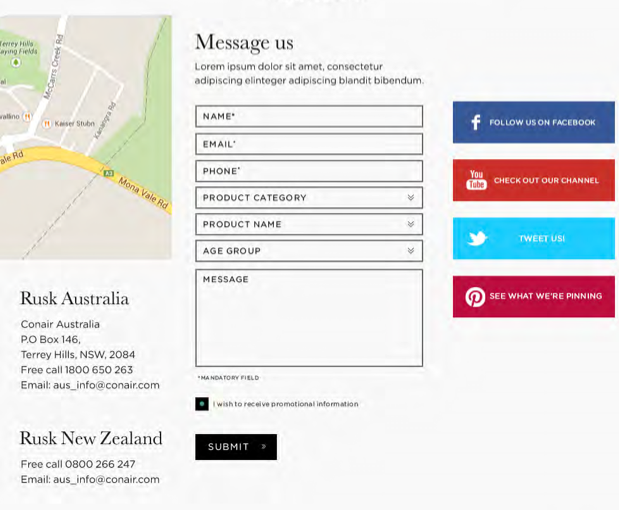 Terrey Hills
aying Fields
McCarrs Creek Rd
vallino
Kaiser Stubn
Kanangra Rd
ale Rd
A3
Mona Vale Rd
Message us
Lorem ipsum dolor sit amet, consectetur
adipiscing elinteger adipiscing blandit bibendum.
NAME*
EMAIL*
PHONE*
PRODUCT CATEGORY
PRODUCT NAME
AGE GROUP
MESSAGE
*MANDATORY FIELD
I wish to receive promotional information
SUBMIT »
f FOLLOW US ON FACEBOOK
You
Tube CHECK OUT OUR CHANNEL
TWEET US!
SEE WHAT WE'RE PINNING
Rusk Australia
Conair Australia
P.O Box 146,
Terrey Hills, NSW, 2084
Free call 1800 650 263
Email: aus_info@conair.com
Rusk New Zealand
Free call 0800 266 247
Email: aus_info@conair.com